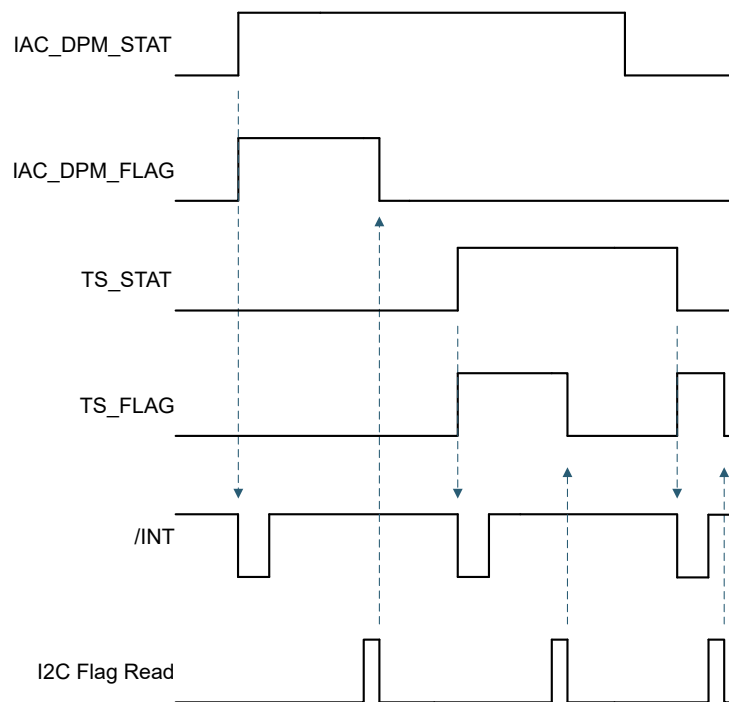 IAC_DPM_STAT
IAC_DPM_FLAG
TS_STAT
TS_FLAG
/INT
I2C Flag Read